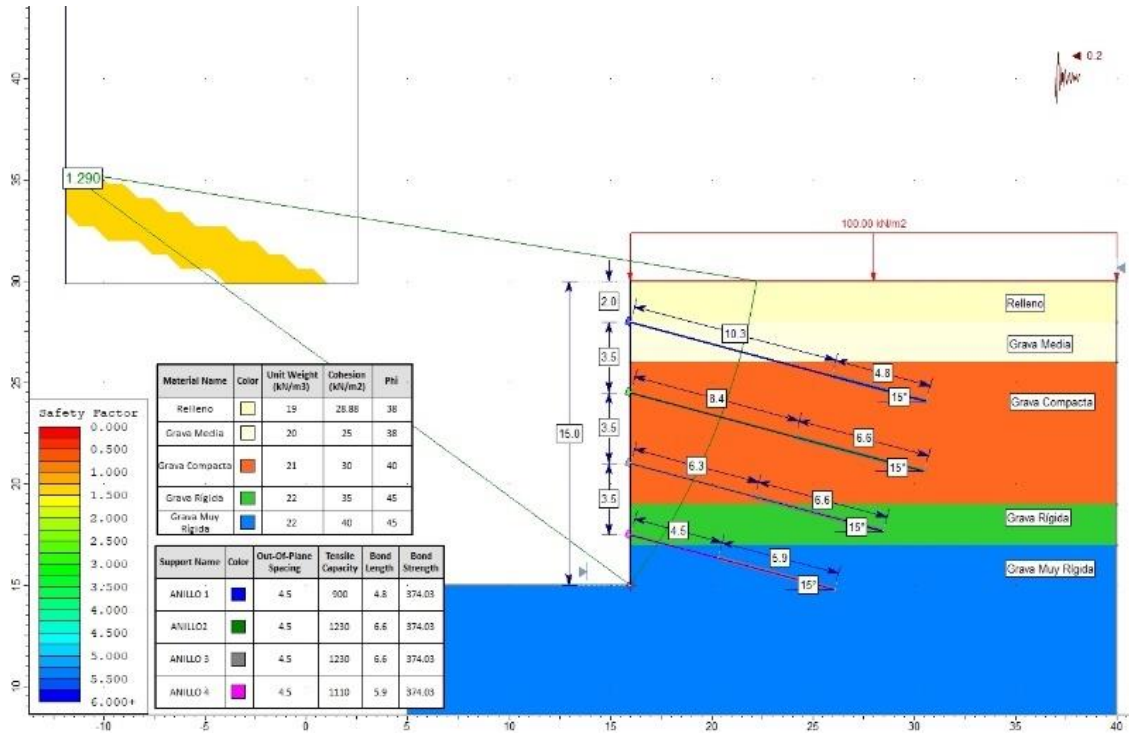 40
35
30
25
20
15
10
-10
-5
0
5
10
15
20
25
30
35
40
0.2
1.290
100.00 kN/m2
2.0
3.5
3.5
3.5
15.0
10.3
4.8
15°
8.4
6.6
15°
6.3
6.6
15°
4.5
5.9
15°
Relleno
Grava Media
Grava Compacta
Grava Rígida
Grava Muy Rígida
Safety Factor
0.000
0.500
1.000
1.500
2.000
2.500
3.000
3.500
4.000
4.500
5.000
5.500
6.000+
Material Name Color Unit Weight (kN/m3) Cohesion (kN/m2) Phi
Relleno 19 28.88 38
Grava Media 20 25 38
Grava Compacta 21 30 40
Grava Rígida 22 35 45
Grava Muy Rígida 22 40 45
Support Name Color Out-Of-Plane Spacing Tensile Capacity Bond Length Bond Strength
ANILLO 1 4.5 900 4.8 374.03
ANILLO2 4.5 1230 6.6 374.03
ANILLO 3 4.5 1230 6.6 374.03
ANILLO 4 4.5 1110 5.9 374.03